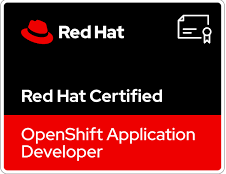 Red Hat
Red Hat Certified
OpenShift Application
Developer